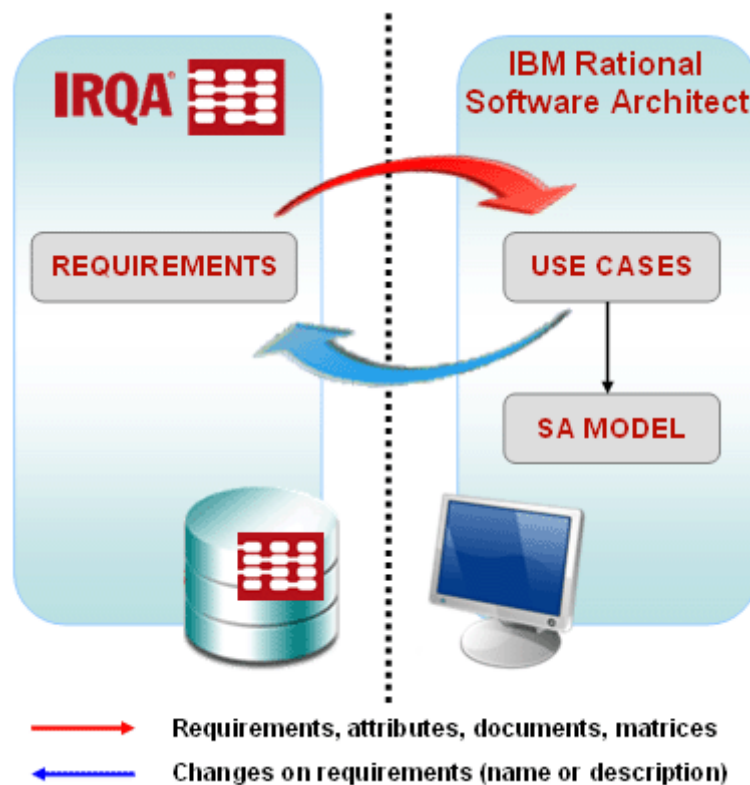 IRQA®
IBM Rational
Software Architect
REQUIREMENTS
USE CASES
SA MODEL
Requirements, attributes, documents, matrices
Changes on requirements (name or description)